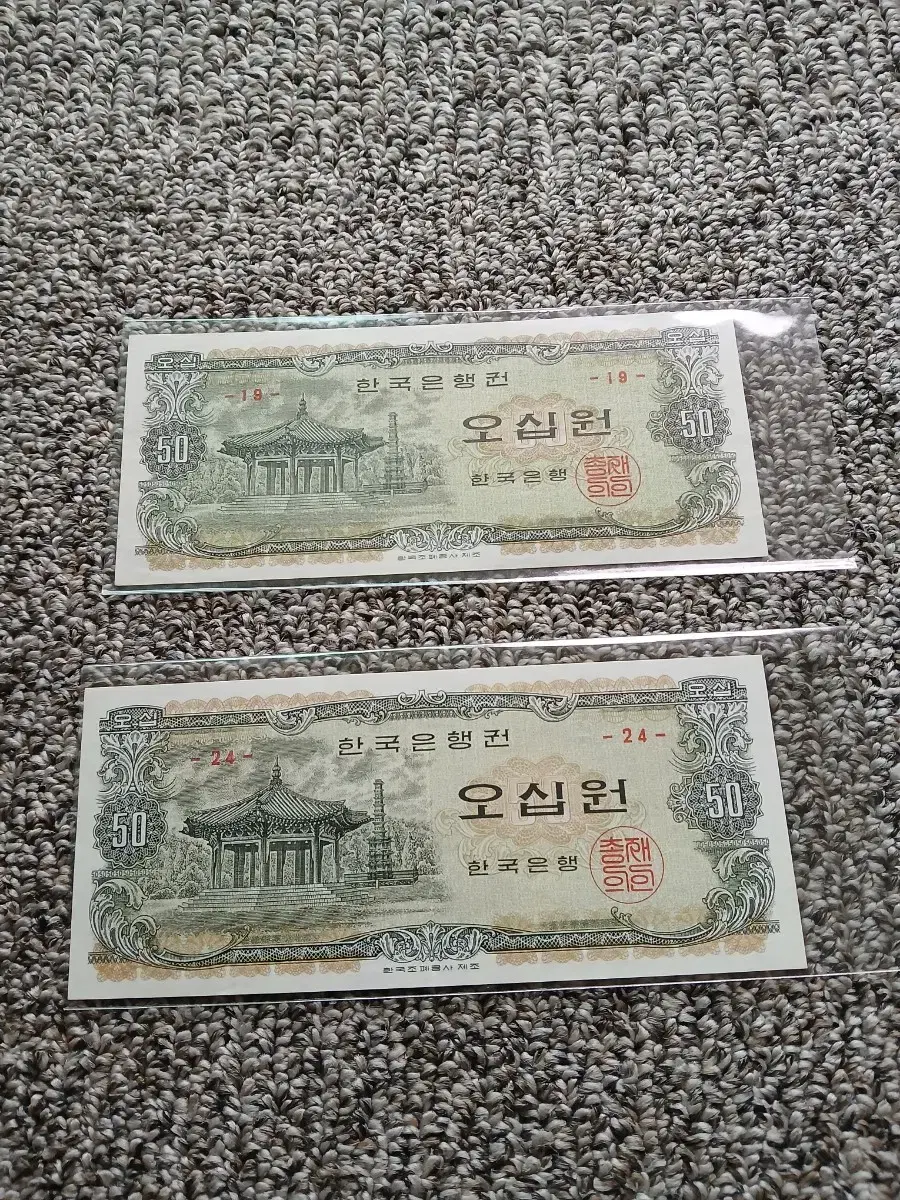 오십 오십
한국은행권
-19- -19-
50 오십원 50
한국은행 총재의인
한국조폐공사 제조
오십 오십
한국은행권
-24- -24-
50 오십원 50
한국은행 총재의인
한국조폐공사 제조